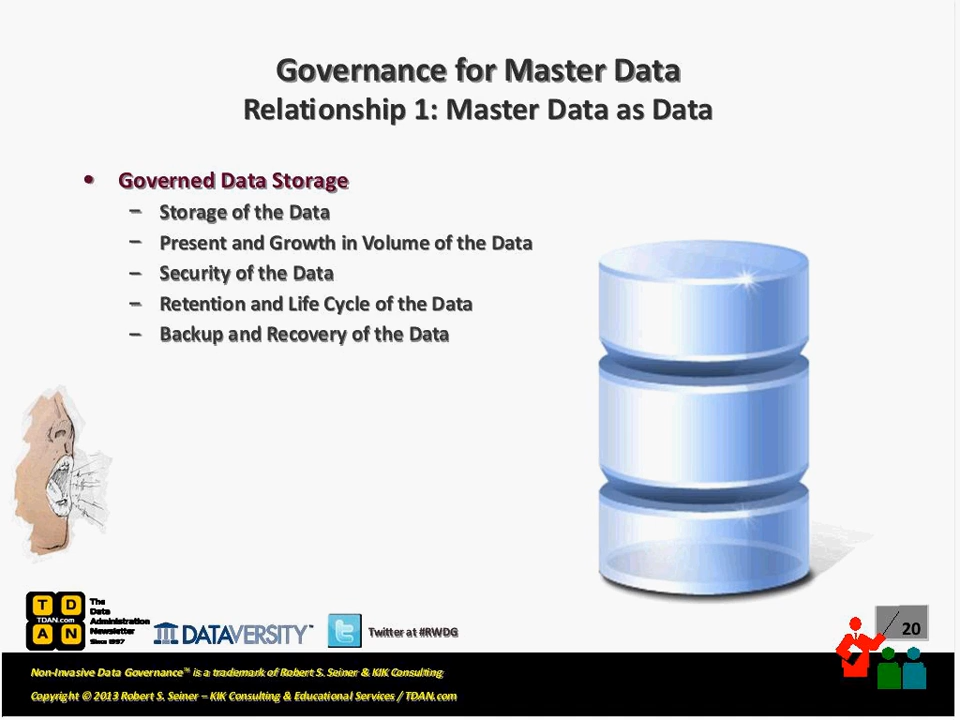 Governance for Master Data
Relationship 1: Master Data as Data
• Governed Data Storage
– Storage of the Data
– Present and Growth in Volume of the Data
– Security of the Data
– Retention and Life Cycle of the Data
– Backup and Recovery of the Data
T D
TDAN.com
A N
The
Data
Administration
Newsletter
Since 1997
DATAVERSITY™
Twitter at #RWDG
20
Non-Invasive Data Governance™ is a trademark of Robert S. Seiner & KIK Consulting
Copyright © 2013 Robert S. Seiner – KIK Consulting & Educational Services / TDAN.com